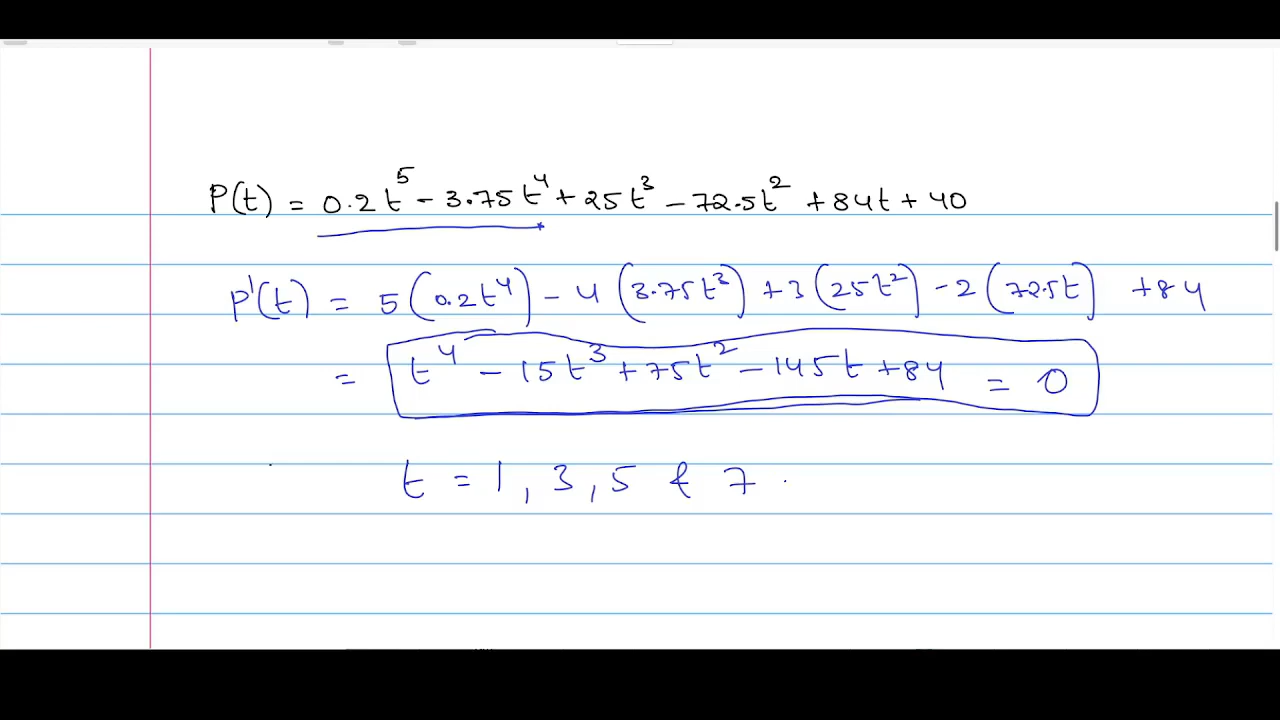 P(t) = 0.2t⁵ - 3.75t⁴ + 25t³ - 72.5t² + 84t + 40
P'(t) = 5(0.2t⁴) - 4(3.75t³) + 3(25t²) - 2(72.5t) + 84
= t⁴ - 15t³ + 75t² - 145t + 84 = 0
t = 1, 3, 5 & 7